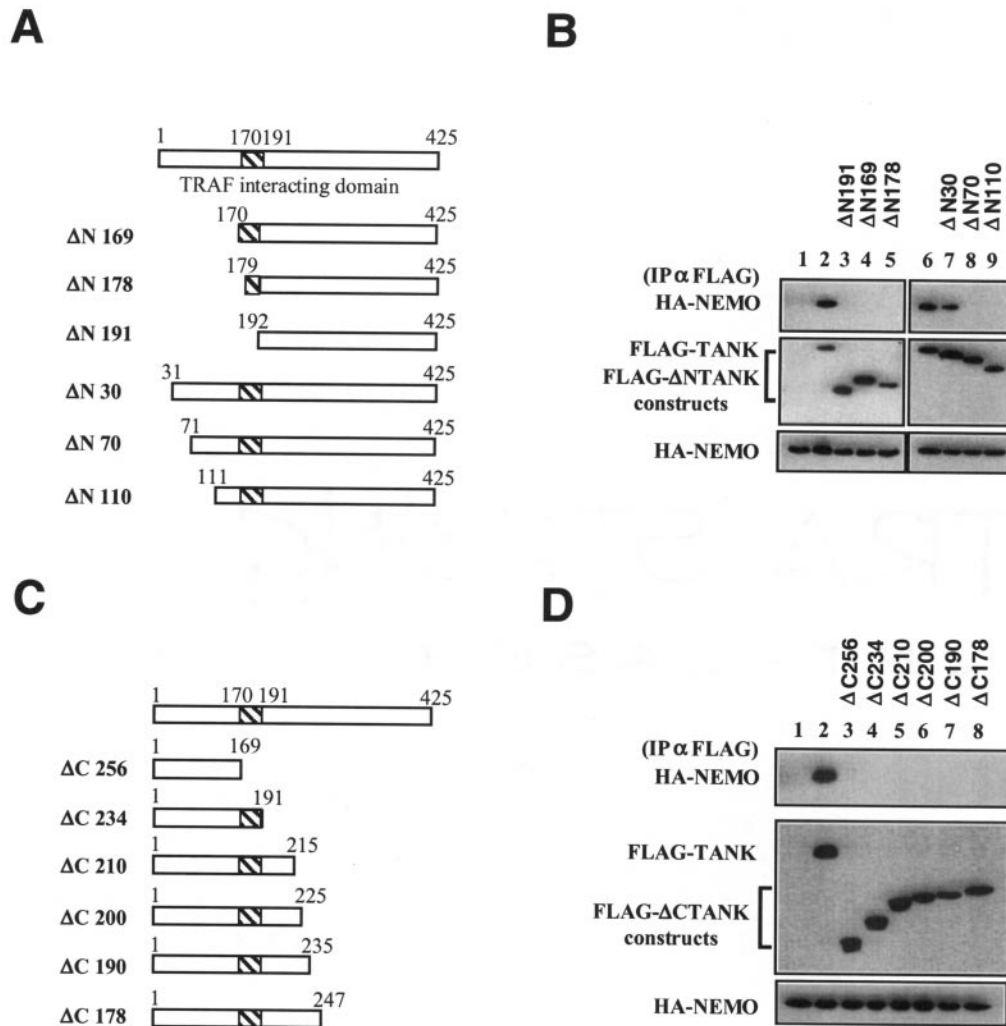 A
1 170 191 425
TRAF interacting domain
ΔN 169 170 425
ΔN 178 179 425
ΔN 191 192 425
ΔN 30 31 425
ΔN 70 71 425
ΔN 110 111 425
B
ΔN191 ΔN169 ΔN178 ΔN30 ΔN70 ΔN110
1 2 3 4 5 6 7 8 9
(IP α FLAG)
HA-NEMO
FLAG-TANK
FLAG-ΔNTANK
constructs
HA-NEMO
C
1 170 191 425
ΔC 256 1 169
ΔC 234 1 191
ΔC 210 1 215
ΔC 200 1 225
ΔC 190 1 235
ΔC 178 1 247
D
ΔC256 ΔC234 ΔC210 ΔC200 ΔC190 ΔC178
1 2 3 4 5 6 7 8
(IP α FLAG)
HA-NEMO
FLAG-TANK
FLAG-ΔCTANK
constructs
HA-NEMO